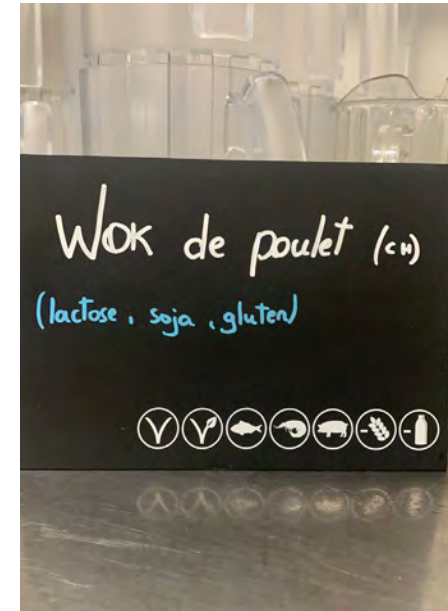 Wok de poulet (CH)
(lactose, soja, gluten)